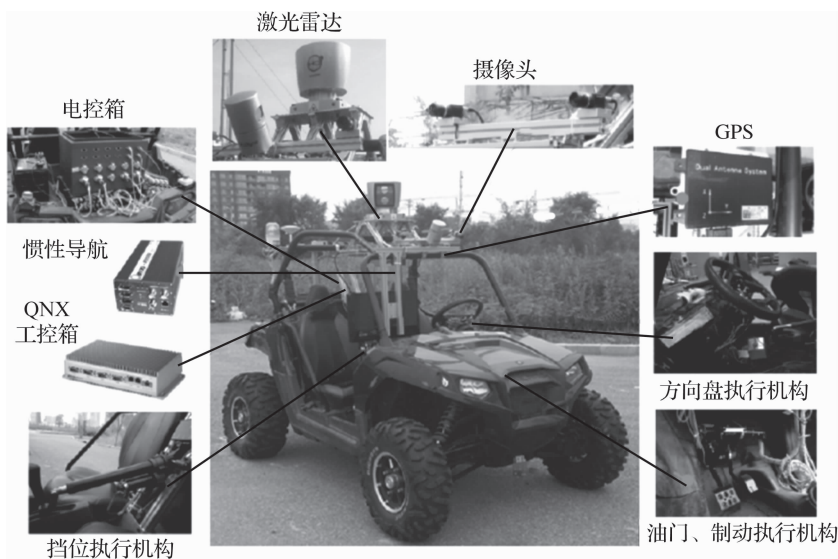 激光雷达
摄像头
电控箱
GPS
Dual Antenna System
惯性导航
QNX
工控箱
方向盘执行机构
挡位执行机构
油门、制动执行机构